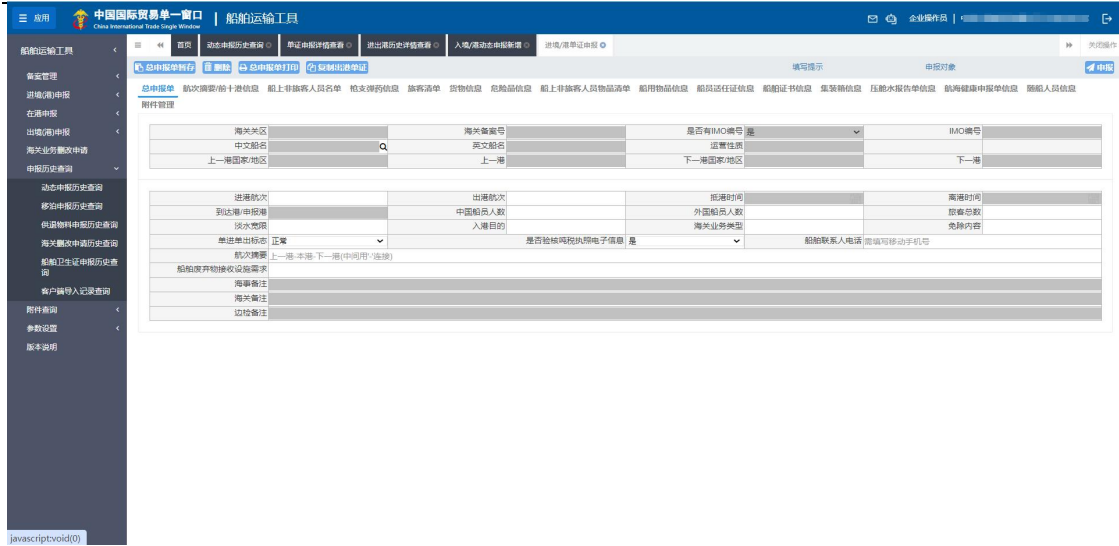 三 应用 中国国际贸易单一窗口 | 船舶运输工具 企业操作员 |
China International Trade Single Window
船舶运输工具
首页 动态申报历史查询 单证申报详情查看 进出港历史详情查看 入境/港动态申报新增 进境/港单证申报 关闭操作
总申报单暂存 删除 总申报单打印 复制出港单证 填写提示 申报对象 申报
备案管理
进境(港)申报
在港申报
出境(港)申报
海关业务删改申请
申报历史查询
动态申报历史查询
移泊申报历史查询
供退物料申报历史查询
海关删改申请历史查询
船舶卫生证申报历史查
询
客户端导入记录查询
附件查询
参数设置
版本说明
总申报单 航次摘要/前十港信息 船上非旅客人员名单 枪支弹药信息 旅客清单 货物信息 危险品信息 船上非旅客人员物品清单 船用物品信息 船员适任证信息 船舶证书信息 集装箱信息 压舱水报告单信息 航海健康申报单信息 随船人员信息
附件管理
海关关区 海关备案号 是否有IMO编号 是 IMO编号
中文船名 英文船名 运营性质
上一港国家/地区 上一港 下一港国家/地区 下一港
进港航次 出港航次 抵港时间 离港时间
到达港/申报港 中国船员人数 外国船员人数 旅客总数
淡水宽限 入港目的 海关业务类型 免除内容
单进单出标志 正常 是否验核吨税执照电子信息 是 船舶联系人电话 需填写移动手机号
航次摘要 上一港-本港-下一港(中间用'-'连接)
船舶废弃物接收设施需求
海事备注
海关备注
边检备注
javascript:void(0)